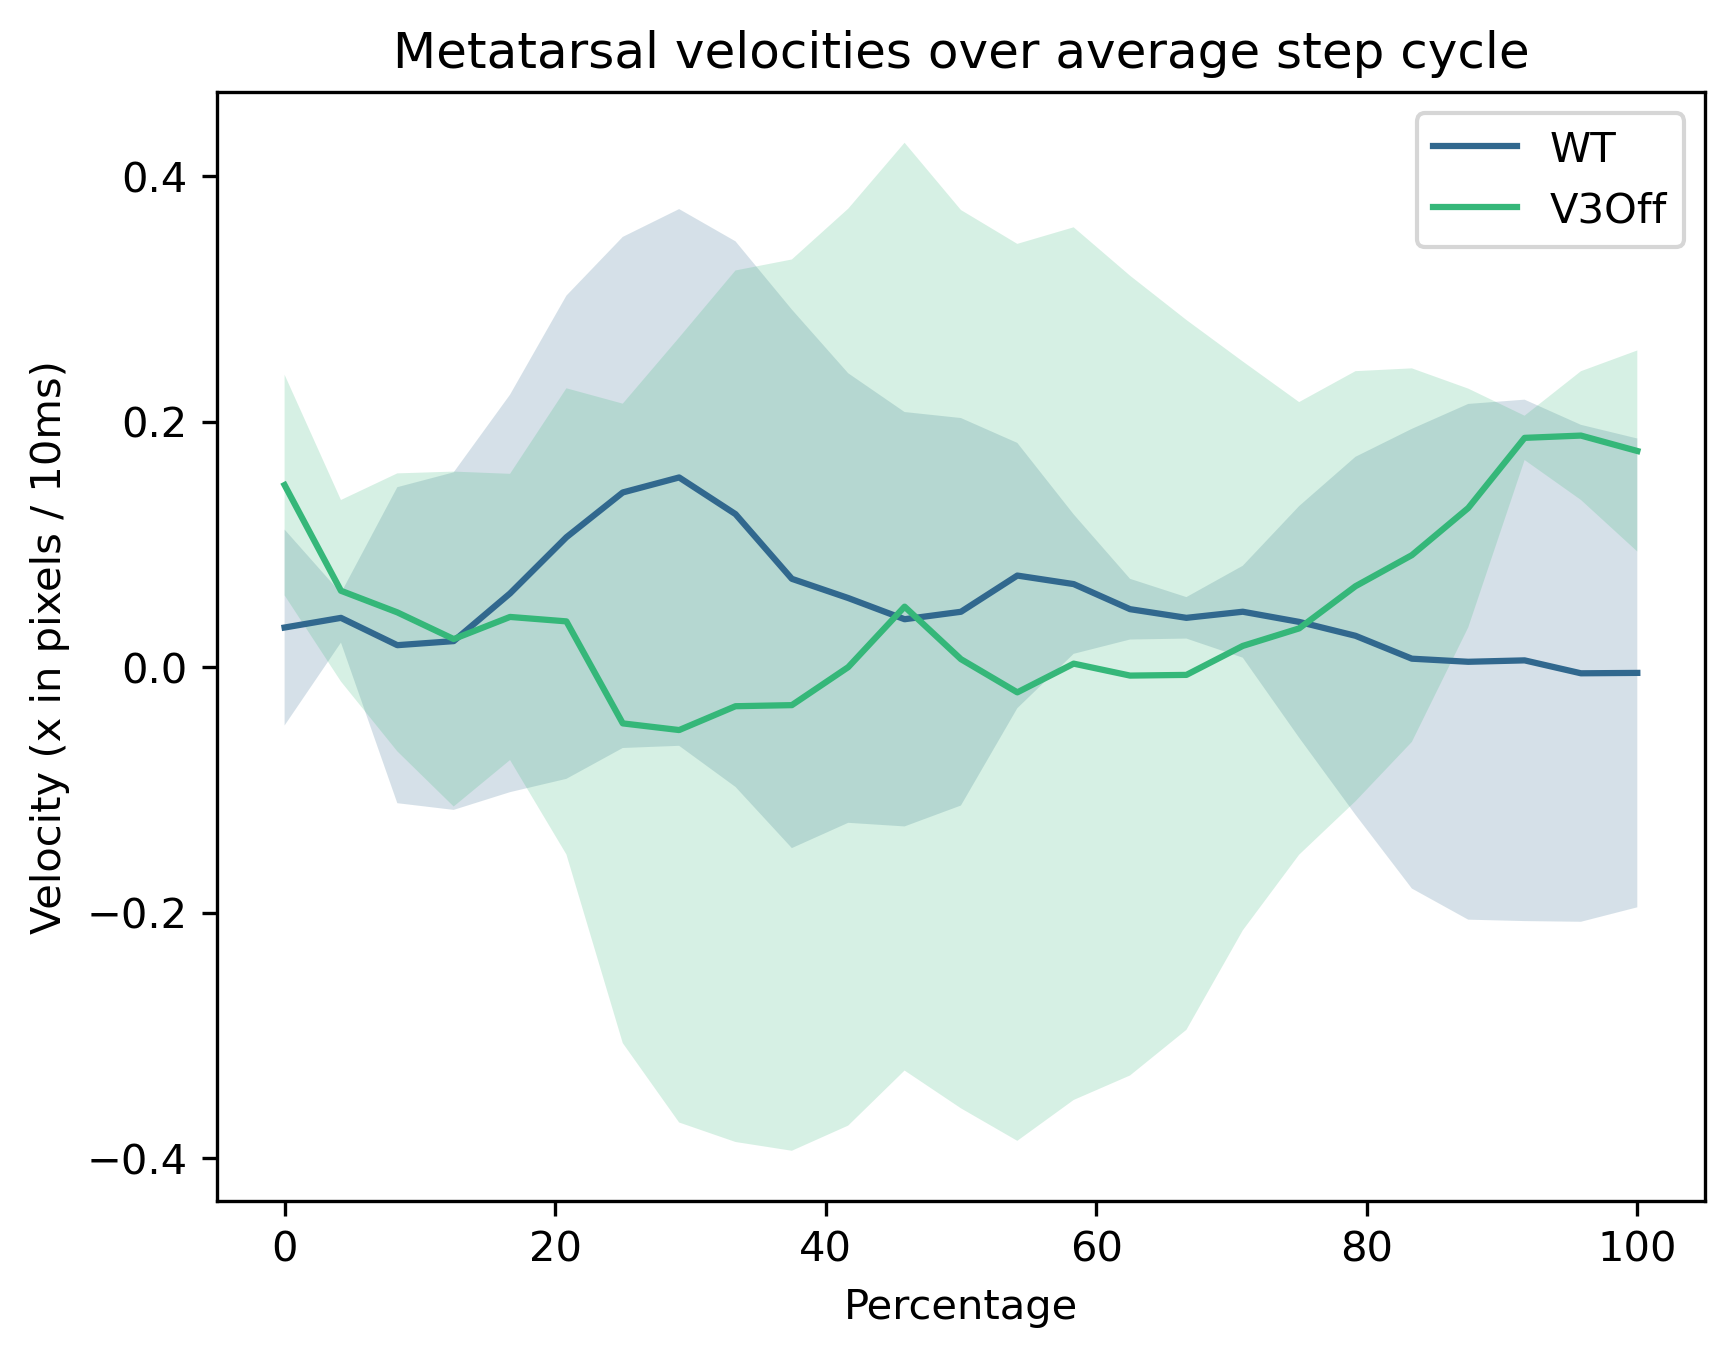 Metatarsal velocities over average step cycle
WT
V3Off
Velocity (x in pixels / 10ms)
0.4
0.2
0.0
−0.2
−0.4
0 20 40 60 80 100
Percentage